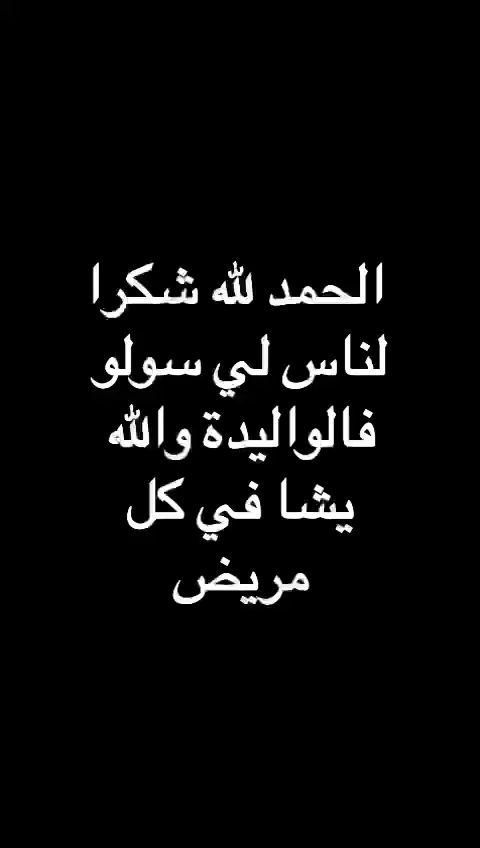 الحمد لله شكرا
لناس لي سولو
فالواليدة والله
يشا في كل
مريض